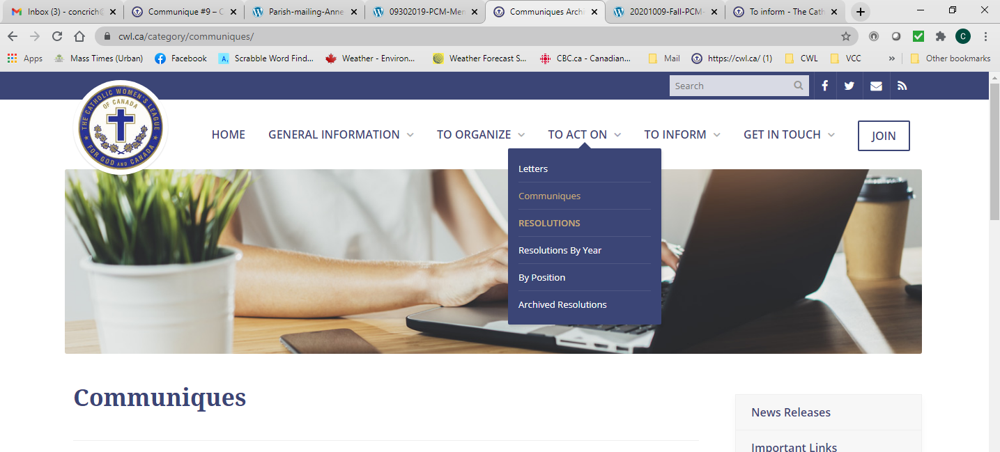 Inbox (3) - concrich@
Communique #9 – C
Parish-mailing-Anne
09302019-PCM-Mem
Communiques Archi
20201009-Fall-PCM-
To inform - The Cath
cwl.ca/category/communiques/
C
Apps
Mass Times (Urban)
Facebook
Scrabble Word Find...
Weather - Environ...
Weather Forecast S...
CBC.ca - Canadian...
Mail
https://cwl.ca/ (1)
CWL
VCC
»
Other bookmarks
Search
THE CATHOLIC WOMEN'S LEAGUE
OF CANADA
FOR GOD AND CANADA
HOME
GENERAL INFORMATION
TO ORGANIZE
TO ACT ON
TO INFORM
GET IN TOUCH
JOIN
Letters
Communiques
RESOLUTIONS
Resolutions By Year
By Position
Archived Resolutions
Communiques
News Releases
Important Links